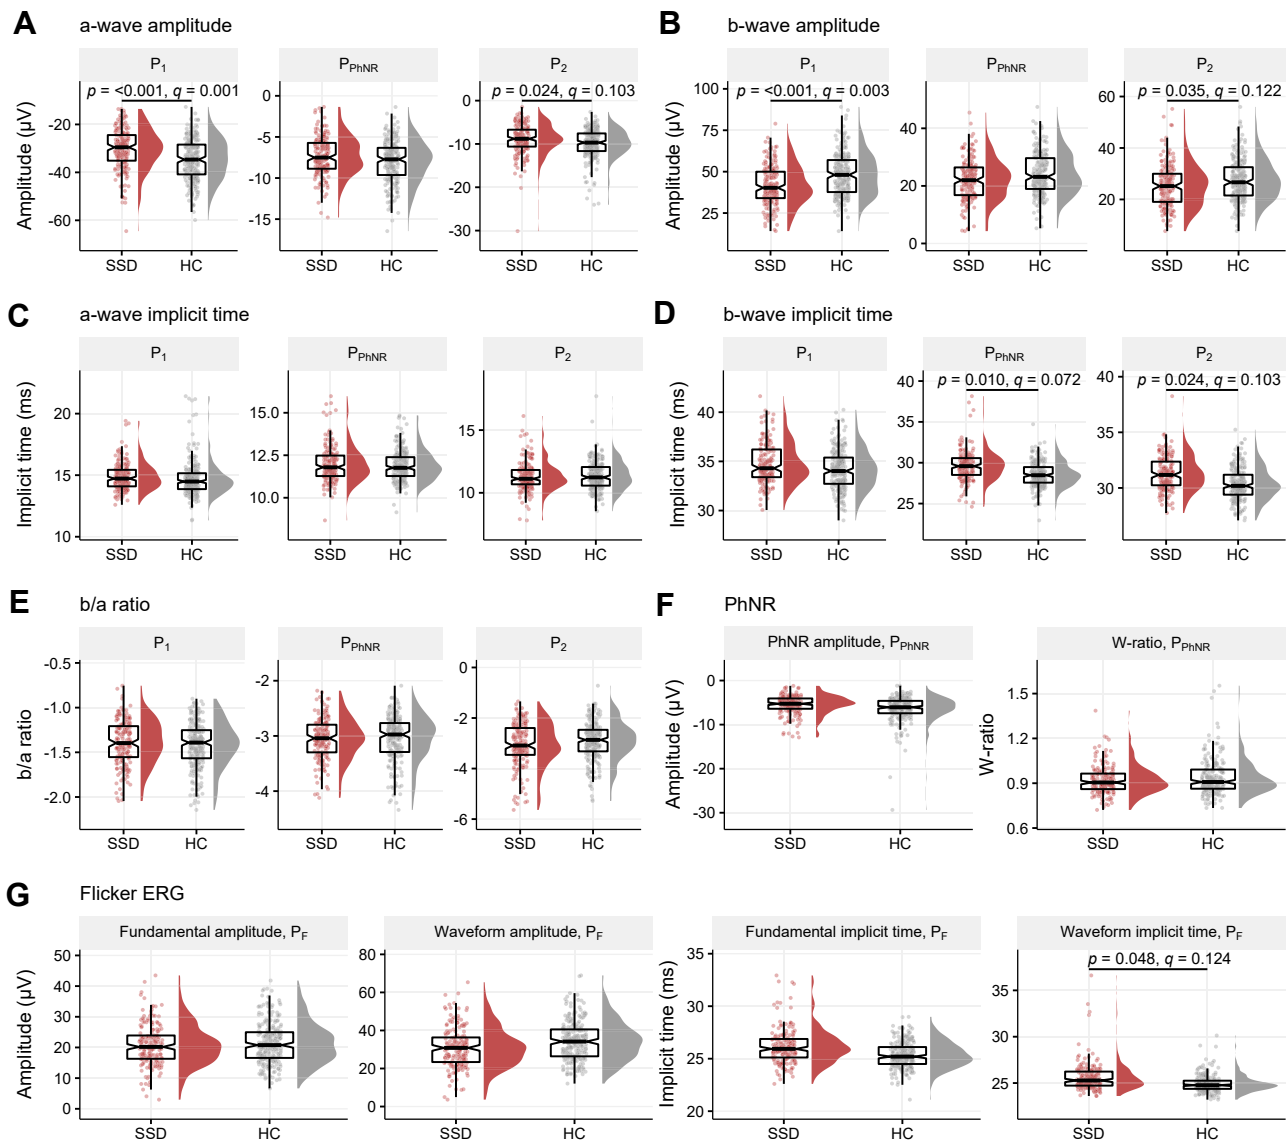 A a-wave amplitude
P1 PPhNR P2
p = <0.001, q = 0.001 p = 0.024, q = 0.103
Amplitude (µV)
-20 -40 -60
0 -5 -10 -15
0 -10 -20 -30
SSD HC SSD HC SSD HC
B b-wave amplitude
P1 PPhNR P2
p = <0.001, q = 0.003 p = 0.035, q = 0.122
Amplitude (µV)
100 75 50 25
40 20 0
60 40 20
SSD HC SSD HC SSD HC
C a-wave implicit time
P1 PPhNR P2
Implicit time (ms)
20 15 10
15.0 12.5 10.0
15 10
SSD HC SSD HC SSD HC
D b-wave implicit time
P1 PPhNR P2
p = 0.010, q = 0.072 p = 0.024, q = 0.103
Implicit time (ms)
40 35 30
40 35 30 25
40 35 30
SSD HC SSD HC SSD HC
E b/a ratio
P1 PPhNR P2
b/a ratio
-0.5 -1.0 -1.5 -2.0
-2 -3 -4
0 -2 -4 -6
SSD HC SSD HC SSD HC
F PhNR
PhNR amplitude, PPhNR W-ratio, PPhNR
Amplitude (µV)
0 -10 -20 -30
W-ratio
1.5 1.2 0.9 0.6
SSD HC SSD HC
G Flicker ERG
Fundamental amplitude, PF Waveform amplitude, PF Fundamental implicit time, PF Waveform implicit time, PF
p = 0.048, q = 0.124
Amplitude (µV)
50 40 30 20 10 0
80 60 40 20 0
Implicit time (ms)
35 30 25 20
35 30 25
SSD HC SSD HC SSD HC SSD HC